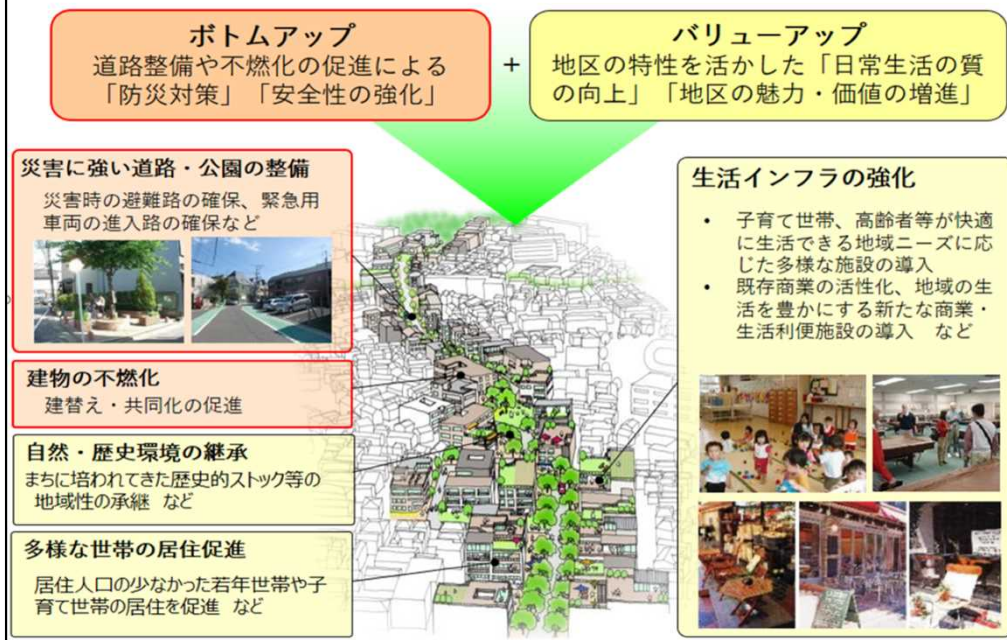 ボトムアップ
道路整備や不燃化の促進による
「防災対策」「安全性の強化」
+
バリューアップ
地区の特性を活かした「日常生活の質
の向上」「地区の魅力・価値の増進」
災害に強い道路・公園の整備
災害時の避難路の確保、緊急用
車両の進入路の確保など
建物の不燃化
建替え・共同化の促進
自然・歴史環境の継承
まちに培われてきた歴史的ストック等の
地域性の承継 など
多様な世帯の居住促進
居住人口の少なかった若年世帯や子
育て世帯の居住を促進 など
生活インフラの強化
• 子育て世帯、高齢者等が快適
に生活できる地域ニーズに応
じた多様な施設の導入
• 既存商業の活性化、地域の生
活を豊かにする新たな商業・
生活利便施設の導入 など